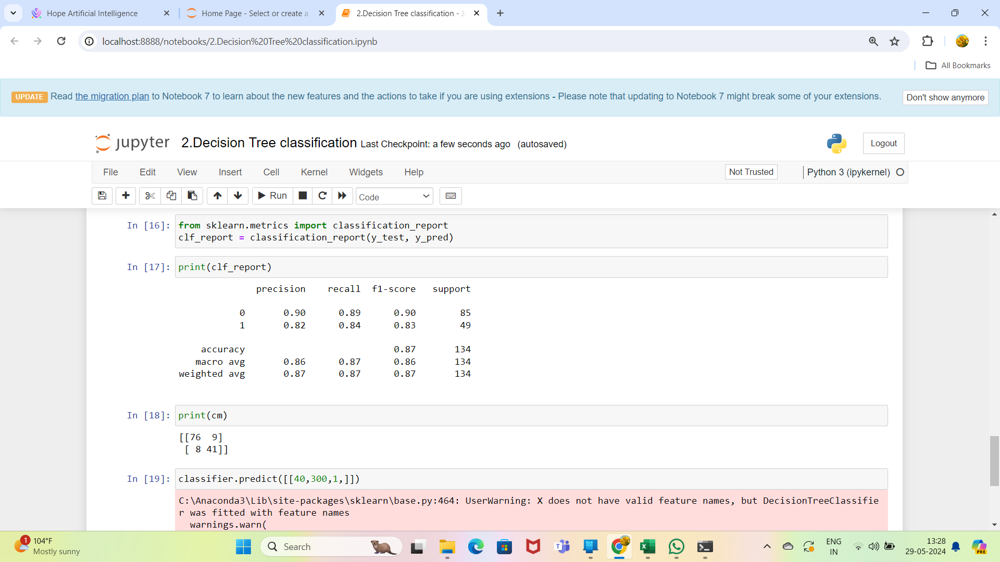 Hope Artificial Intelligence
Home Page - Select or create a
2.Decision Tree classification - J
localhost:8888/notebooks/2.Decision%20Tree%20classification.ipynb
All Bookmarks
UPDATE Read the migration plan to Notebook 7 to learn about the new features and the actions to take if you are using extensions - Please note that updating to Notebook 7 might break some of your extensions. Don't show anymore
jupyter 2.Decision Tree classification Last Checkpoint: a few seconds ago (autosaved) Logout
File Edit View Insert Cell Kernel Widgets Help Not Trusted Python 3 (ipykernel)
Run Code
In [16]: from sklearn.metrics import classification_report
clf_report = classification_report(y_test, y_pred)
In [17]: print(clf_report)
precision recall f1-score support
0 0.90 0.89 0.90 85
1 0.82 0.84 0.83 49
accuracy 0.87 134
macro avg 0.86 0.87 0.86 134
weighted avg 0.87 0.87 0.87 134
In [18]: print(cm)
[[76 9]
[ 8 41]]
In [19]: classifier.predict([[40,300,1,]])
C:\Anaconda3\Lib\site-packages\sklearn\base.py:464: UserWarning: X does not have valid feature names, but DecisionTreeClassifie
r was fitted with feature names
warnings.warn(
1 104°F
Mostly sunny
Search
ENG
IN
13:28
29-05-2024
PRE